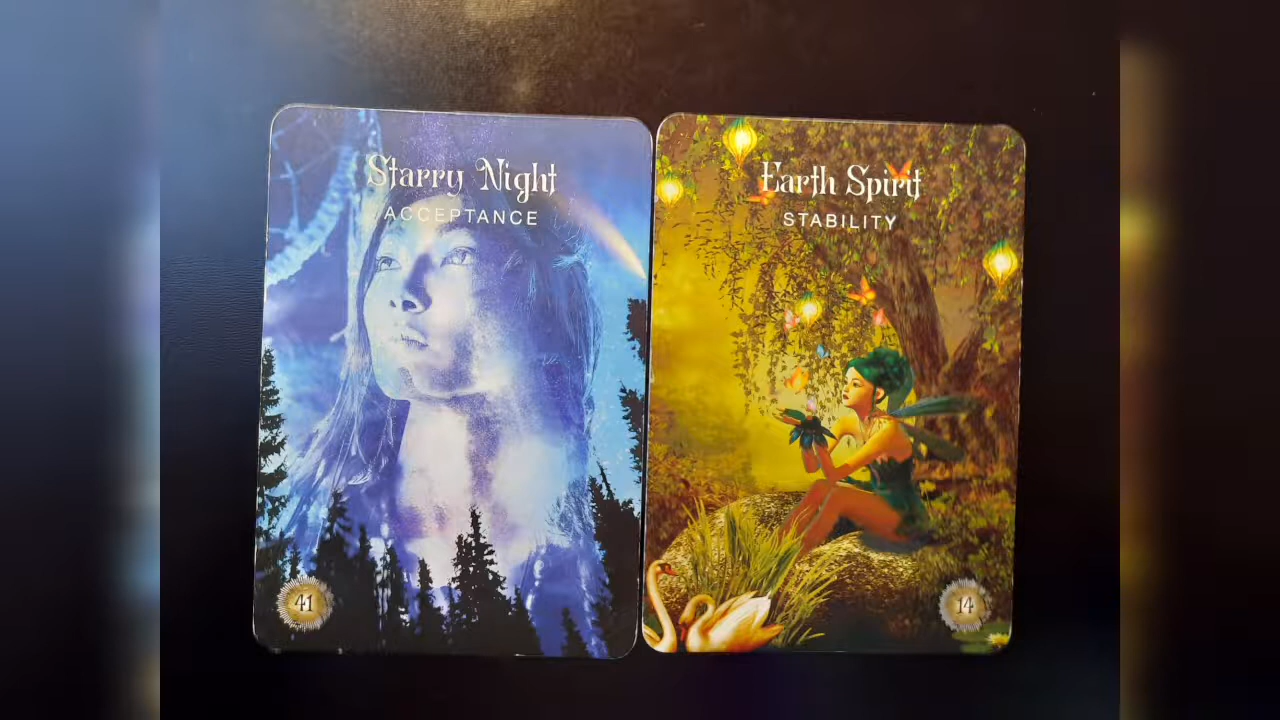 Starry Night
ACCEPTANCE
41
Earth Spirit
STABILITY
14